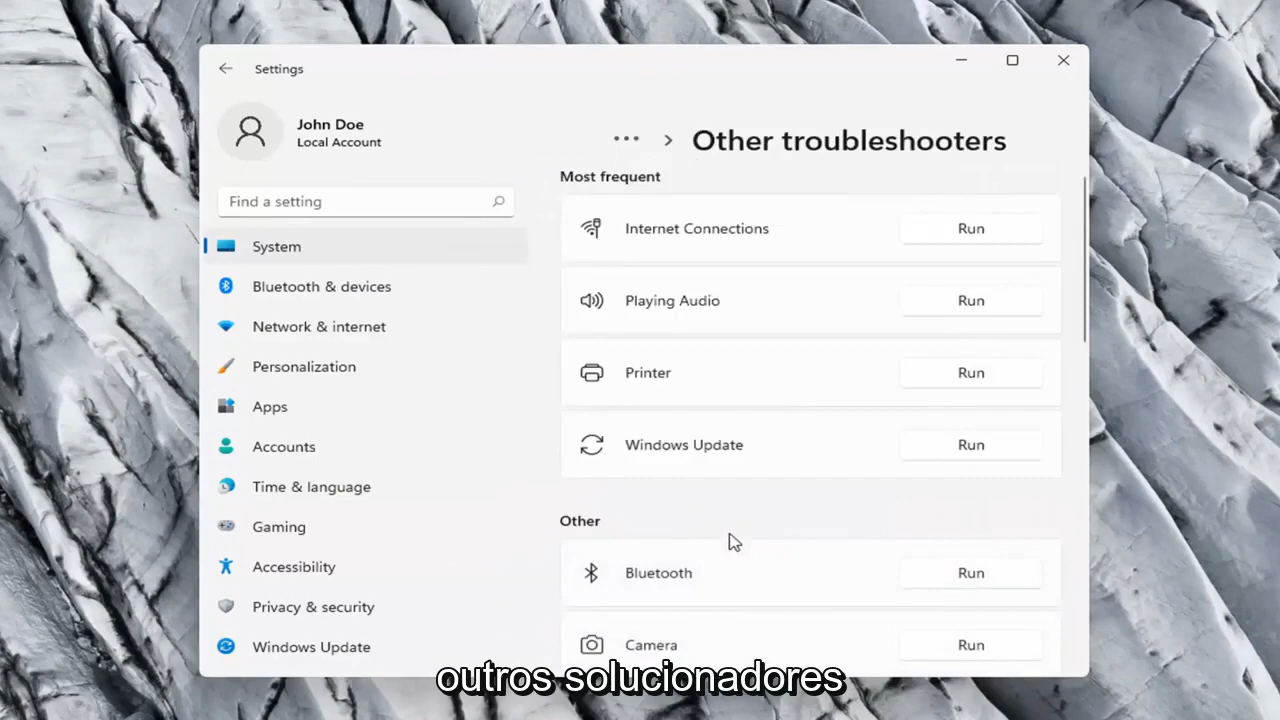 Settings
John Doe
Local Account
Find a setting
System
Bluetooth & devices
Network & internet
Personalization
Apps
Accounts
Time & language
Gaming
Accessibility
Privacy & security
Windows Update
••• > Other troubleshooters
Most frequent
Internet Connections Run
Playing Audio Run
Printer Run
Windows Update Run
Other
Bluetooth Run
Camera Run
outros solucionadores